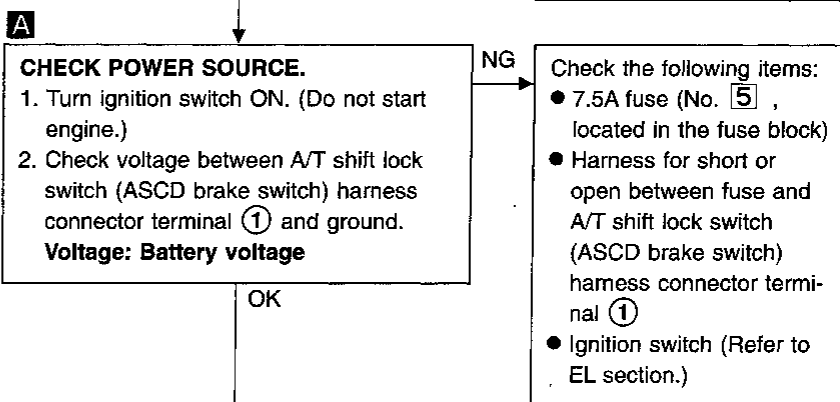 A
CHECK POWER SOURCE.
1. Turn ignition switch ON. (Do not start
engine.)
2. Check voltage between A/T shift lock
switch (ASCD brake switch) harness
connector terminal ① and ground.
Voltage: Battery voltage
OK
NG
Check the following items:
● 7.5A fuse (No. 5 ,
located in the fuse block)
● Harness for short or
open between fuse and
A/T shift lock switch
(ASCD brake switch)
harness connector termi-
nal ①
● Ignition switch (Refer to
EL section.)